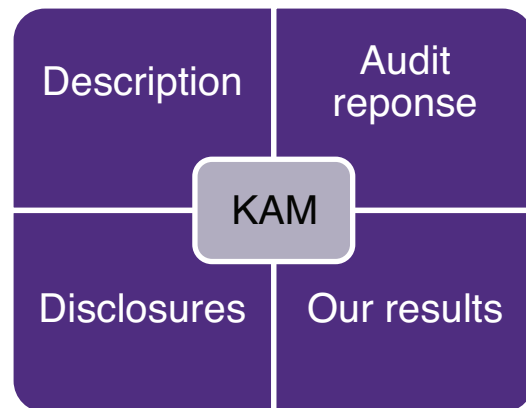 Description
Audit
reponse
KAM
Disclosures
Our results